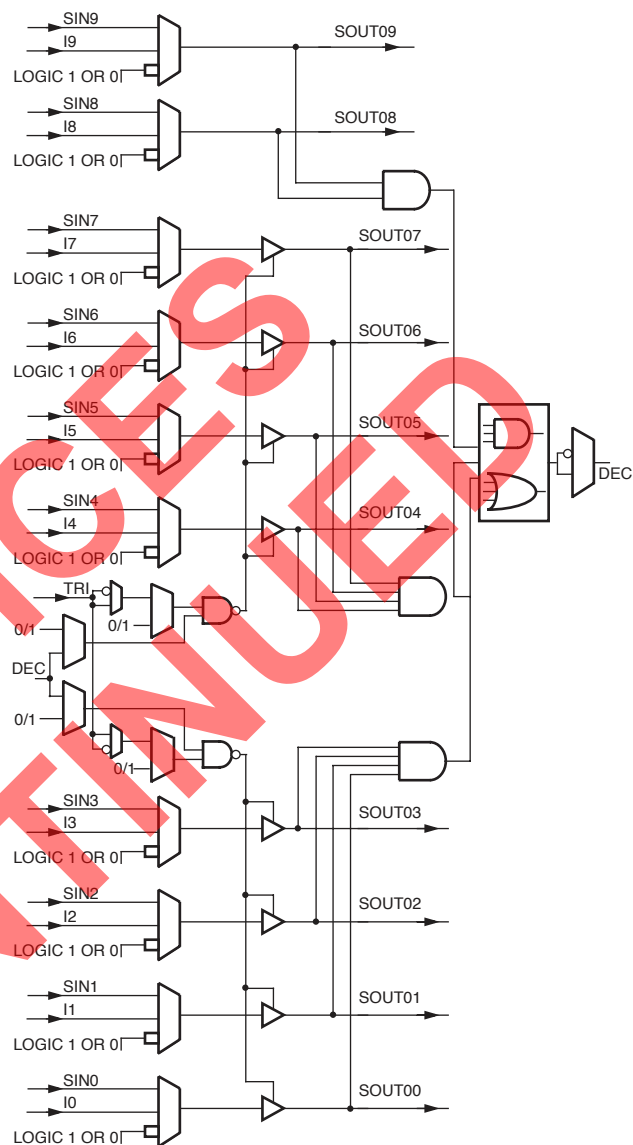 SIN9
I9
SOUT09
LOGIC 1 OR 0
SIN8
I8
SOUT08
LOGIC 1 OR 0
SIN7
I7
SOUT07
LOGIC 1 OR 0
SIN6
I6
SOUT06
LOGIC 1 OR 0
SIN5
I5
SOUT05
LOGIC 1 OR 0
DEC
SIN4
I4
SOUT04
LOGIC 1 OR 0
TRI
0/1
0/1
DEC
0/1
0/1
SIN3
I3
SOUT03
LOGIC 1 OR 0
SIN2
I2
SOUT02
LOGIC 1 OR 0
SIN1
I1
SOUT01
LOGIC 1 OR 0
SIN0
I0
SOUT00
LOGIC 1 OR 0
ICES
TINUED